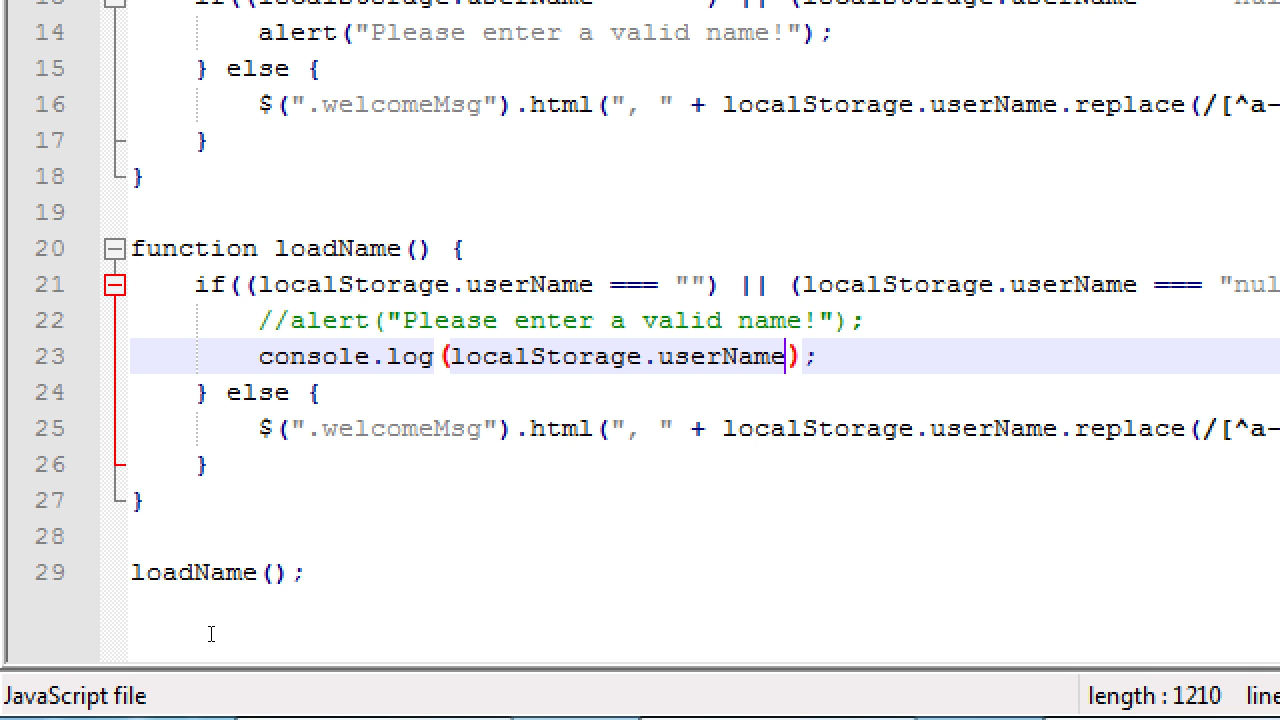 14 alert("Please enter a valid name!");
15 } else {
16 $(".welcomeMsg").html(", " + localStorage.userName.replace(/[^a-
17 }
18 }
19
20 function loadName() {
21 if((localStorage.userName === "") || (localStorage.userName === "nul
22 //alert("Please enter a valid name!");
23 console.log(localStorage.userName);
24 } else {
25 $(".welcomeMsg").html(", " + localStorage.userName.replace(/[^a-
26 }
27 }
28
29 loadName();
JavaScript file length : 1210 line